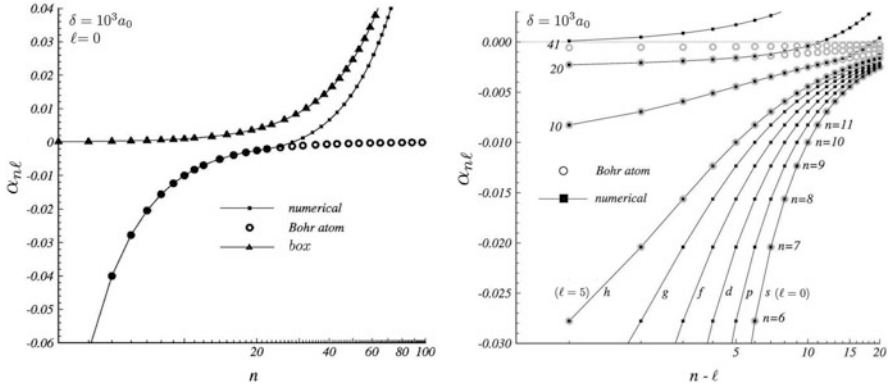 δ = 10³a₀
ℓ = 0
0.04
0.03
0.02
0.01
0
-0.01
-0.02
-0.03
-0.04
-0.05
-0.06
αnℓ
numerical
Bohr atom
box
20
40
60
80
100
n
δ = 10³a₀
0.000
-0.005
-0.010
-0.015
-0.020
-0.025
-0.030
αnℓ
41
20
10
n=11
n=10
n=9
n=8
n=7
n=6
Bohr atom
numerical
(ℓ = 5) h g f d p s (ℓ = 0)
5
10
15
20
n - ℓ